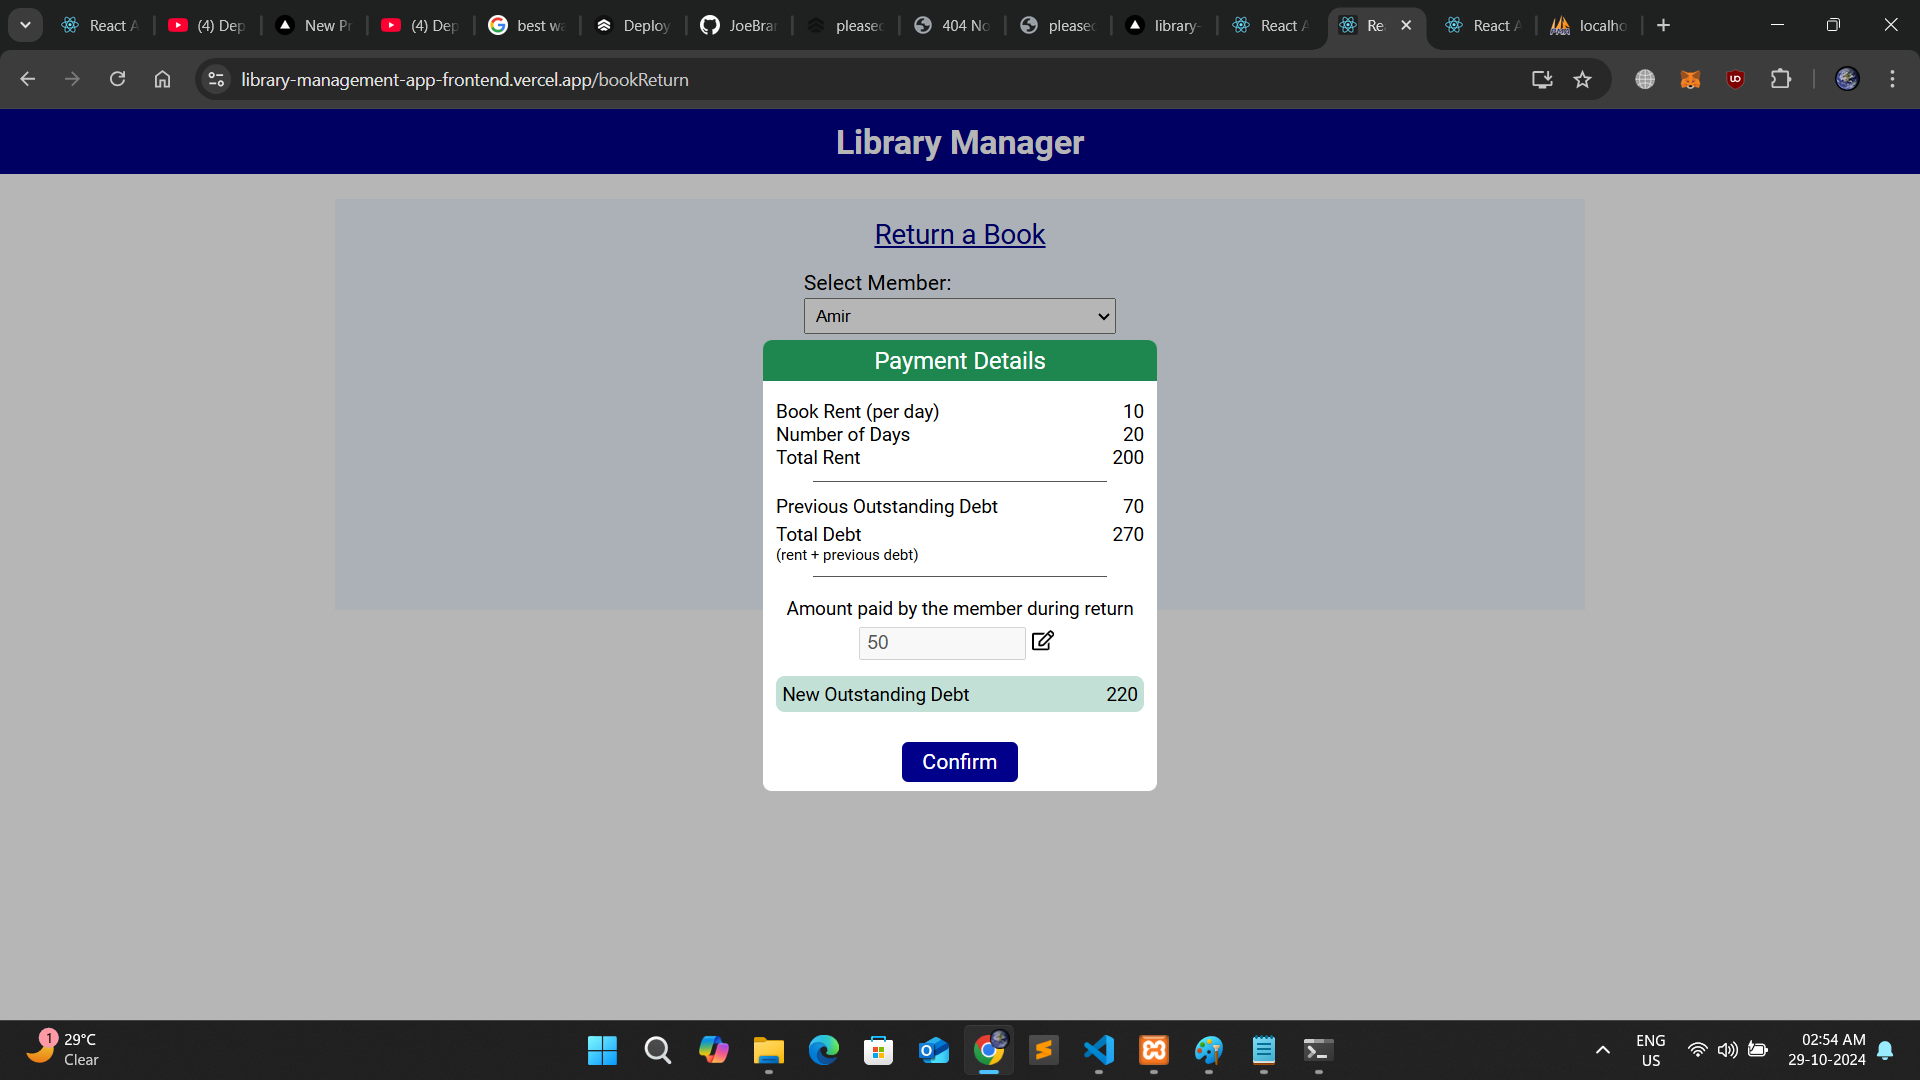 React A
(4) Dep
New Pr
(4) Dep
best wa
Deploy
JoeBrar
pleasec
404 No
pleasec
library-
React A
Re
React A
localho
library-management-app-frontend.vercel.app/bookReturn
Library Manager
Return a Book
Select Member:
Amir
Payment Details
Book Rent (per day) 10
Number of Days 20
Total Rent 200
Previous Outstanding Debt 70
Total Debt 270
(rent + previous debt)
Amount paid by the member during return
50
New Outstanding Debt 220
Confirm
1
29°C
Clear
ENG
US
02:54 AM
29-10-2024